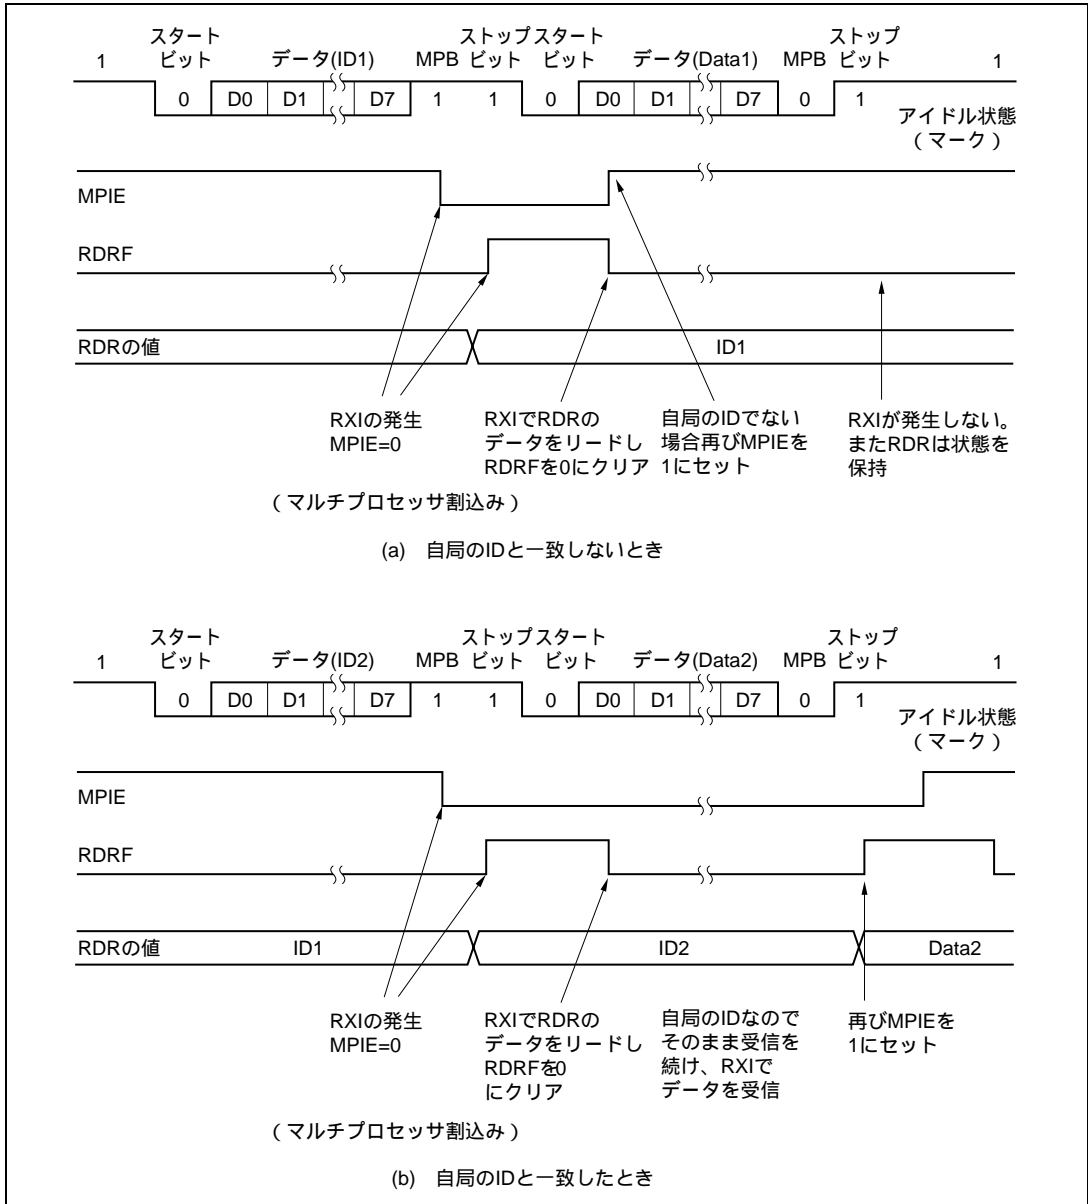 スタート ストップスタート ストップ
1 ビット データ(ID1) MPB ビット ビット データ(Data1) MPB ビット 1
0 D0 D1 D7 1 1 0 D0 D1 D7 0 1
アイドル状態
(マーク)
MPIE
RDRF
RDRの値 ID1
RXIの発生
MPIE=0
RXIでRDRの
データをリードし
RDRFを0にクリア
自局のIDでない
場合再びMPIEを
1にセット
RXIが発生しない。
またRDRは状態を
保持
(マルチプロセッサ割込み)
(a) 自局のIDと一致しないとき
スタート ストップスタート ストップ
1 ビット データ(ID2) MPB ビット ビット データ(Data2) MPB ビット 1
0 D0 D1 D7 1 1 0 D0 D1 D7 0 1
アイドル状態
(マーク)
MPIE
RDRF
RDRの値 ID1 ID2 Data2
RXIの発生
MPIE=0
RXIでRDRの
データをリードし
RDRFを0
にクリア
自局のIDなので
そのまま受信を
続け、RXIで
データを受信
再びMPIEを
1にセット
(マルチプロセッサ割込み)
(b) 自局のIDと一致したとき